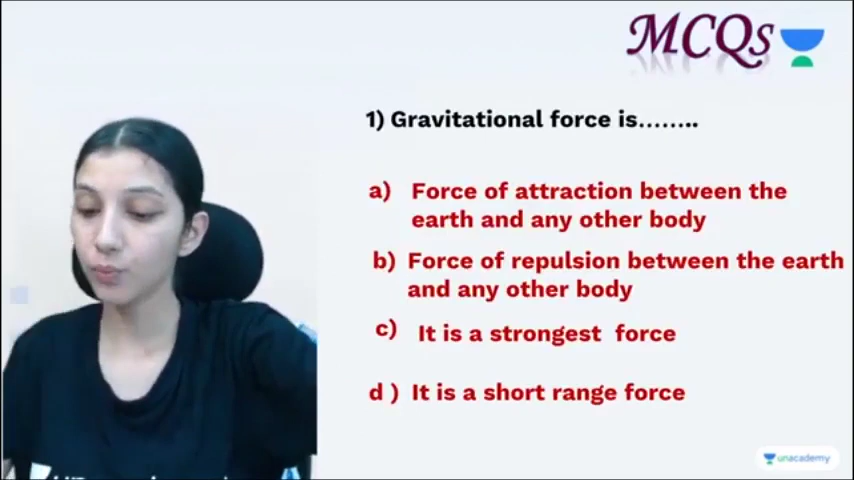 MCQs
1) Gravitational force is........
a) Force of attraction between the
earth and any other body
b) Force of repulsion between the earth
and any other body
c) It is a strongest force
d ) It is a short range force
unacademy